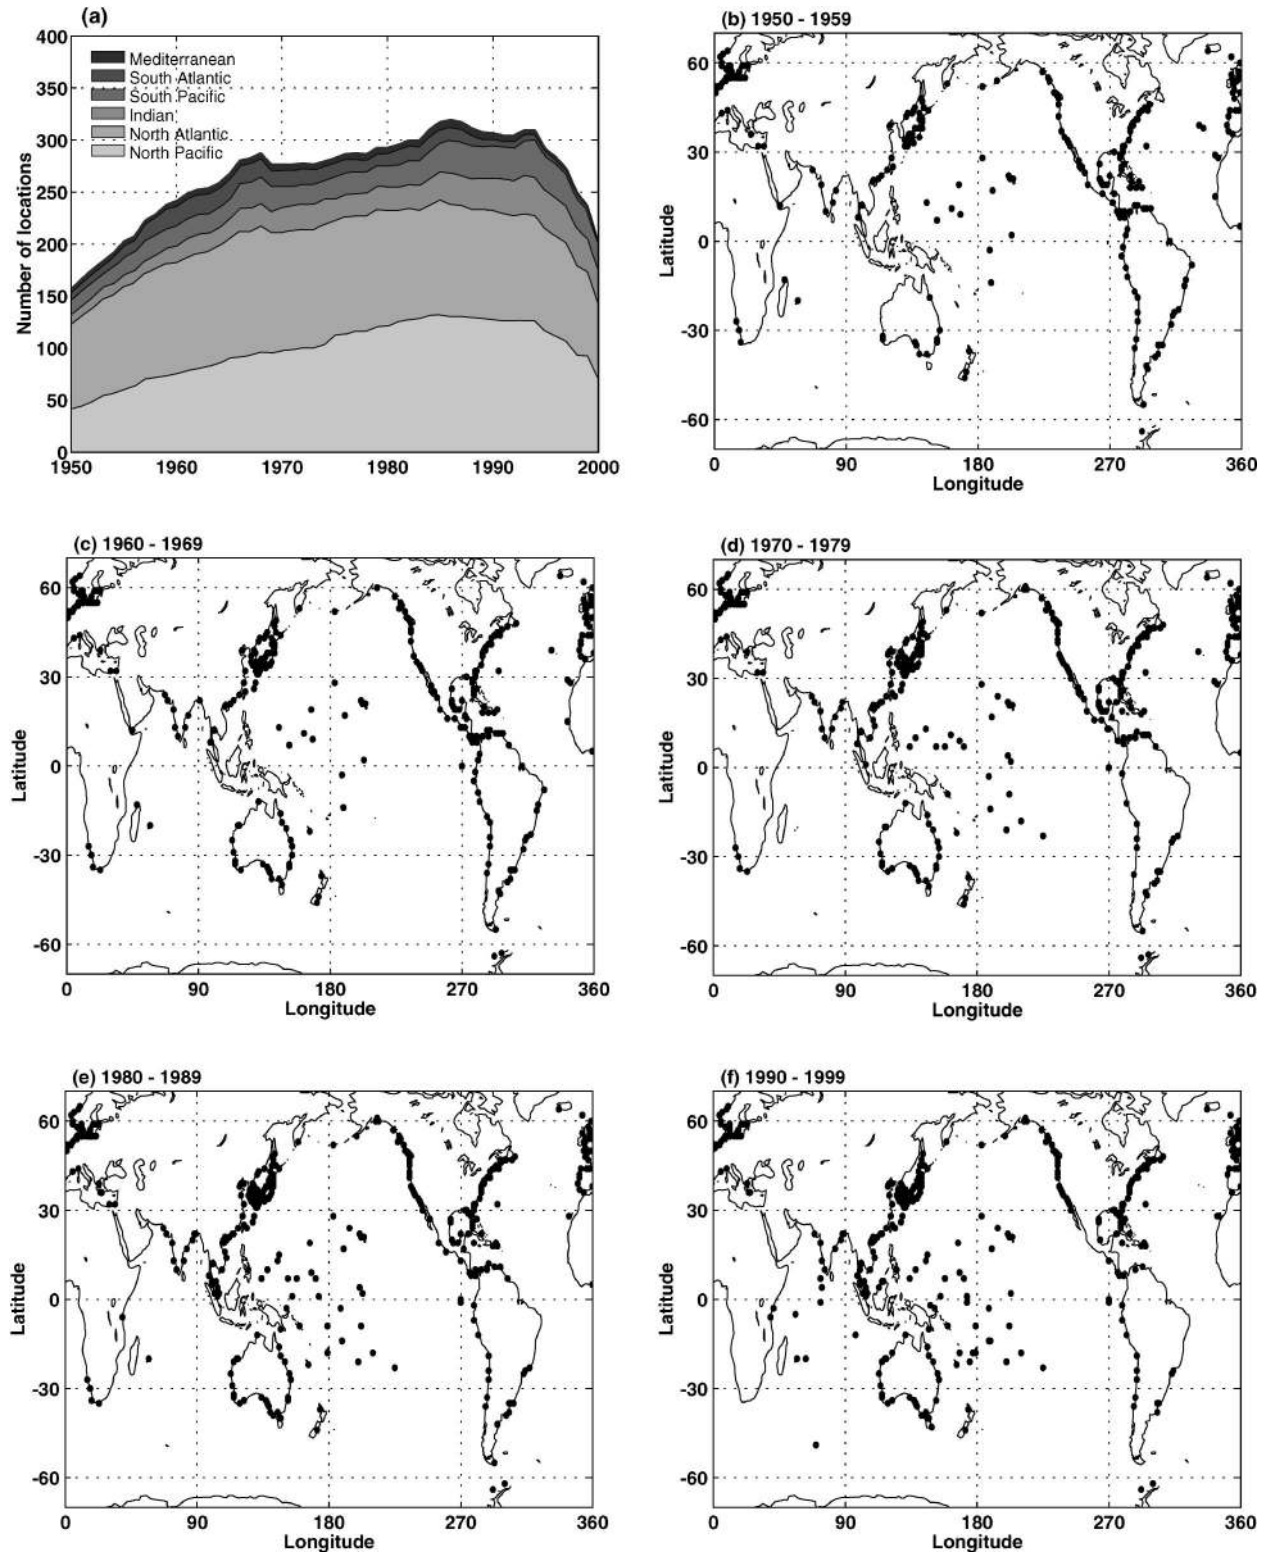 (a)
400
350
300
250
200
150
100
50
0
Number of locations
Mediterranean
South Atlantic
South Pacific
Indian
North Atlantic
North Pacific
1950 1960 1970 1980 1990 2000
(b) 1950 - 1959
60
30
0
-30
-60
Latitude
0 90 180 270 360
Longitude
(c) 1960 - 1969
60
30
0
-30
-60
Latitude
0 90 180 270 360
Longitude
(d) 1970 - 1979
60
30
0
-30
-60
Latitude
0 90 180 270 360
Longitude
(e) 1980 - 1989
60
30
0
-30
-60
Latitude
0 90 180 270 360
Longitude
(f) 1990 - 1999
60
30
0
-30
-60
Latitude
0 90 180 270 360
Longitude